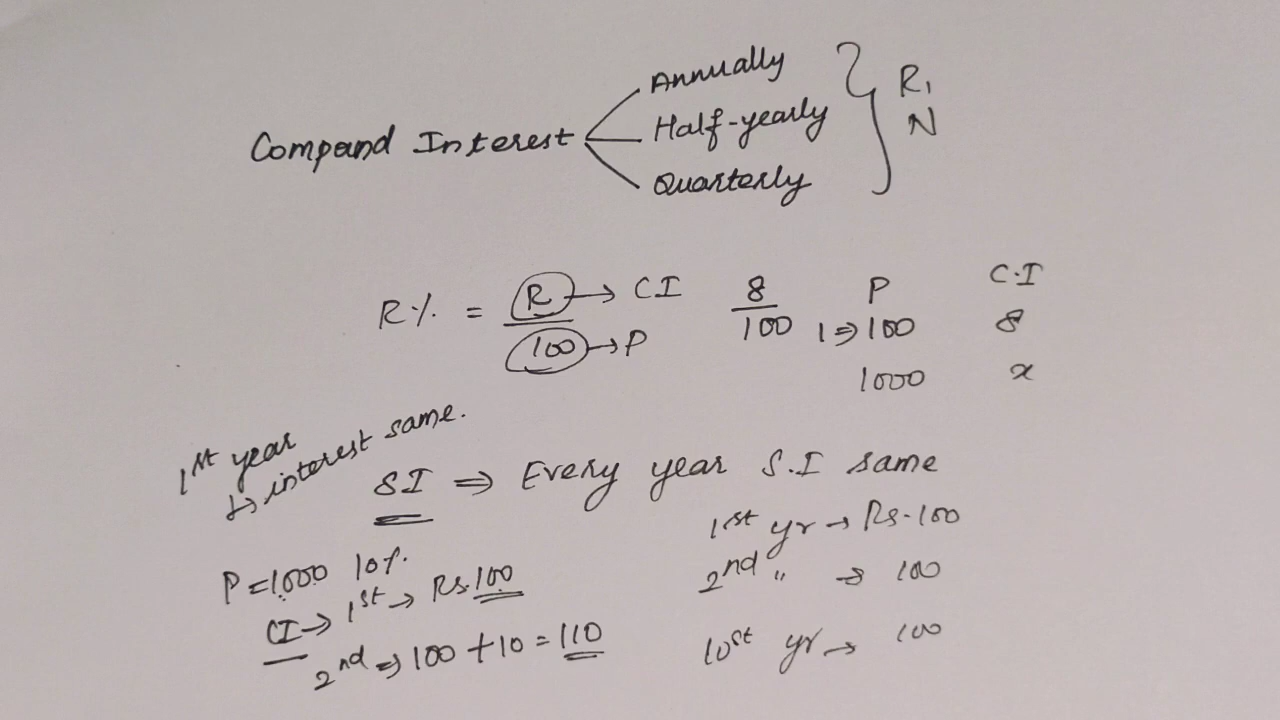 Annually
Compound Interest Half-yearly R, N
Quarterly
R% = R → CI 8 P C.I
100 → P 100 1 ⇒ 100 8
1000 x
1st year
↳ interest same.
SI ⇒ Every year S.I same
1st yr → Rs.100
P = 1000 10%
2nd " → 100
CI → 1st → Rs.100
2nd ⇒ 100 + 10 = 110
10st yr → 100